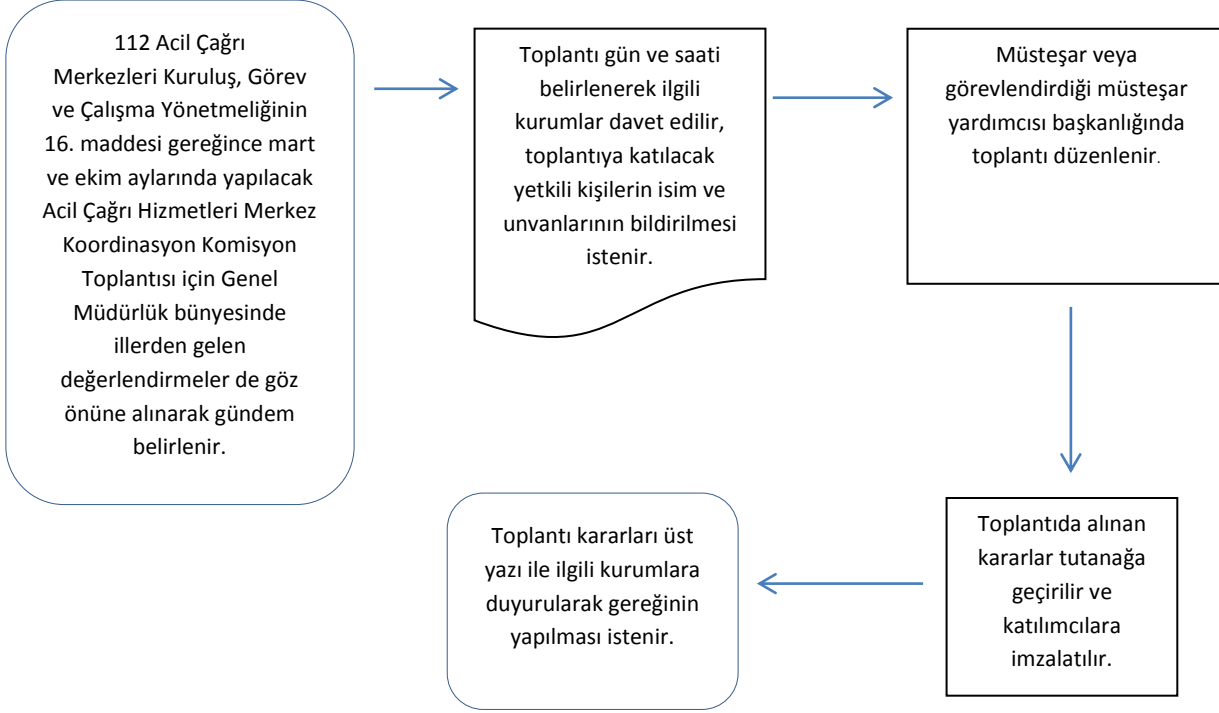 112 Acil Çağrı
Merkezleri Kuruluş, Görev
ve Çalışma Yönetmeliğinin
16. maddesi gereğince mart
ve ekim aylarında yapılacak
Acil Çağrı Hizmetleri Merkez
Koordinasyon Komisyon
Toplantısı için Genel
Müdürlük bünyesinde
illerden gelen
değerlendirmeler de göz
önüne alınarak gündem
belirlenir.
Toplantı gün ve saati
belirlenerek ilgili
kurumlar davet edilir,
toplantıya katılacak
yetkili kişilerin isim ve
unvanlarının bildirilmesi
istenir.
Müsteşar veya
görevlendirdiği müsteşar
yardımcısı başkanlığında
toplantı düzenlenir.
Toplantıda alınan
kararlar tutanağa
geçirilir ve
katılımcılara
imzalatılır.
Toplantı kararları üst
yazı ile ilgili kurumlara
duyurularak gereğinin
yapılması istenir.